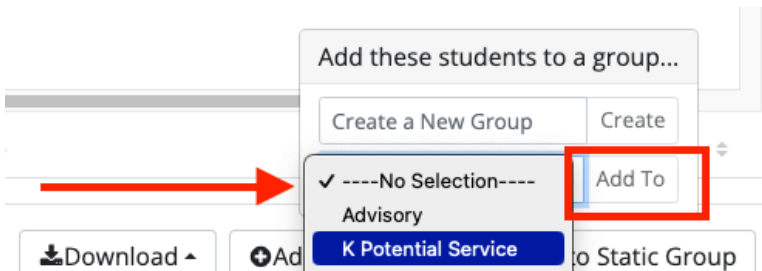 Add these students to a group...
Create a New Group Create
✓ ----No Selection---- Add To
Advisory
K Potential Service
Download Ad to Static Group